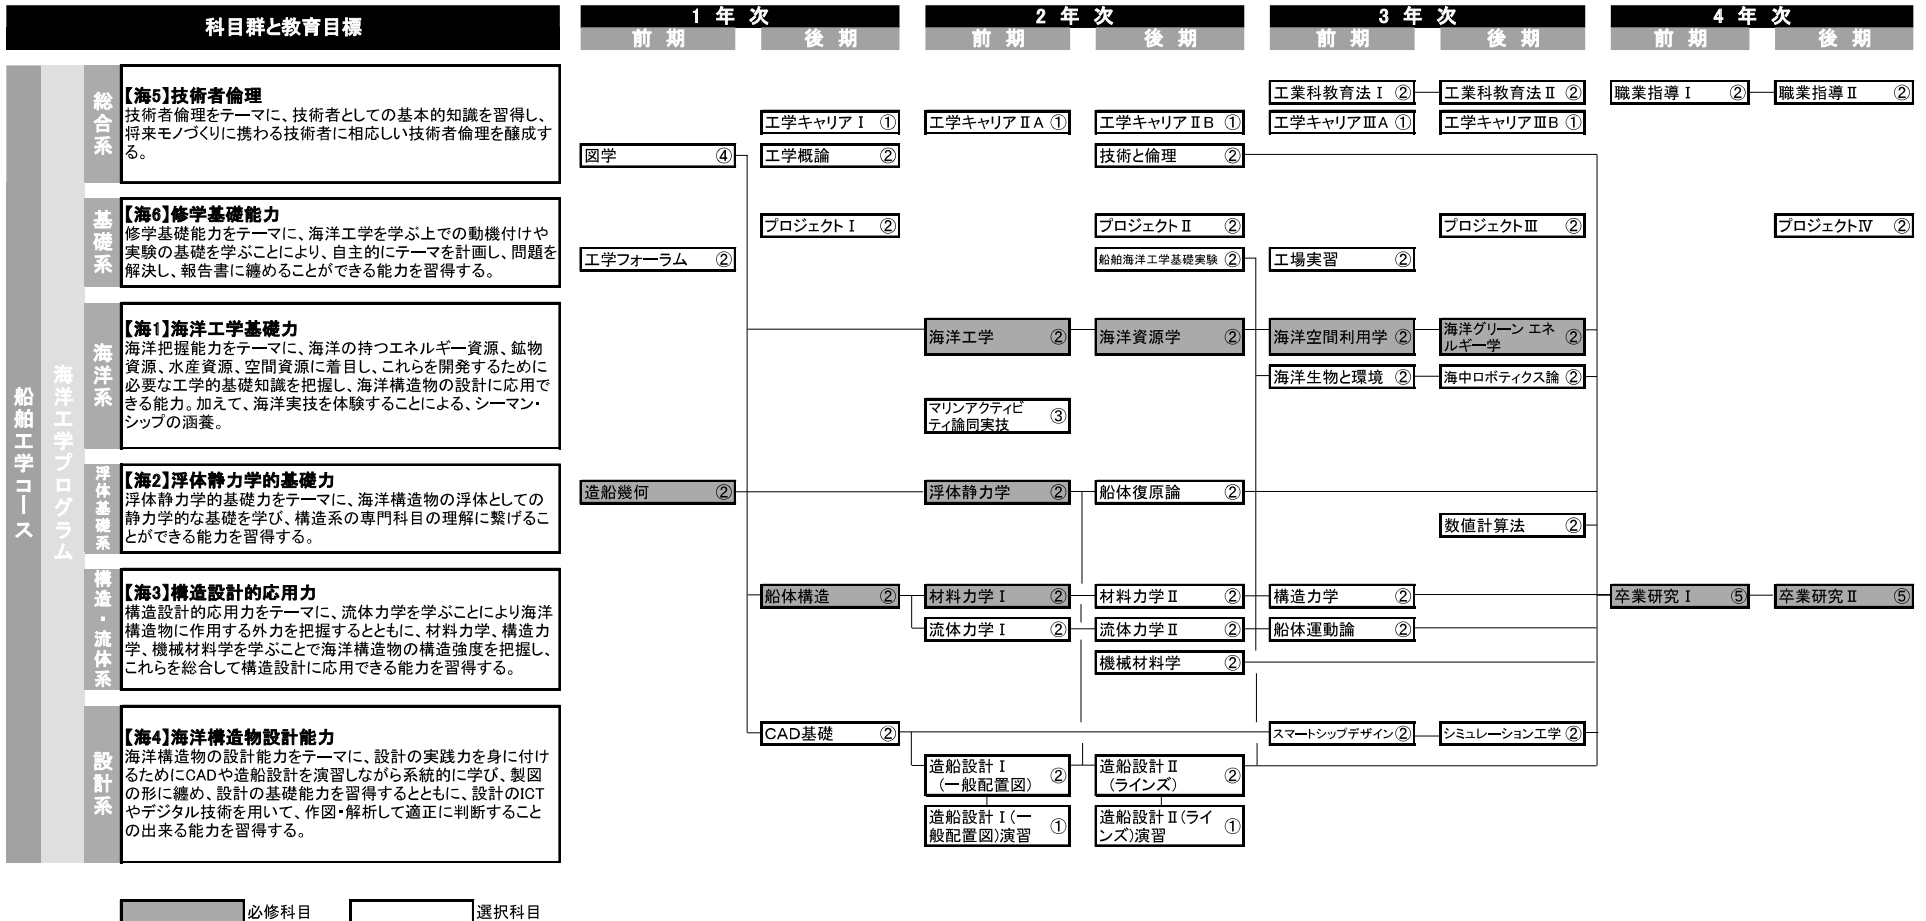 科目群と教育目標
1 年 次
2 年 次
3 年 次
4 年 次
前 期
後 期
前 期
後 期
前 期
後 期
前 期
後 期
船舶工学コース
海洋工学プログラム
総合系
【海5】技術者倫理
技術者倫理をテーマに、技術者としての基本的知識を習得し、
将来モノづくりに携わる技術者に相応しい技術者倫理を醸成す
る。
工業科教育法Ⅰ ②
工業科教育法Ⅱ ②
職業指導Ⅰ ②
職業指導Ⅱ ②
工学キャリアⅠ ①
工学キャリアⅡA ①
工学キャリアⅡB ①
工学キャリアⅢA ①
工学キャリアⅢB ①
図学 ④
工学概論 ②
技術と倫理 ②
基礎系
【海6】修学基礎能力
修学基礎能力をテーマに、海洋工学を学ぶ上での動機付けや
実験の基礎を学ぶことにより、自主的にテーマを計画し、問題を
解決し、報告書に纏めることができる能力を習得する。
プロジェクトⅠ ②
プロジェクトⅡ ②
プロジェクトⅢ ②
プロジェクトⅣ ②
工学フォーラム ②
船舶海洋工学基礎実験 ②
工場実習 ②
海洋系
【海1】海洋工学基礎力
海洋把握能力をテーマに、海洋の持つエネルギー資源、鉱物
資源、水産資源、空間資源に着目し、これらを開発するために
必要な工学的基礎知識を把握し、海洋構造物の設計に応用で
きる能力。加えて、海洋実技を体験することによる、シーマン・
シップの涵養。
海洋工学 ②
海洋資源学 ②
海洋空間利用学 ②
海洋グリーン エネ
ルギー学 ②
海洋生物と環境 ②
海中ロボティクス論 ②
マリンアクティビ
ティ論同実技 ③
浮体基礎系
【海2】浮体静力学的基礎力
浮体静力学的基礎力をテーマに、海洋構造物の浮体としての
静力学的な基礎を学び、構造系の専門科目の理解に繋げるこ
とができる能力を習得する。
造船幾何 ②
浮体静力学 ②
船体復原論 ②
数値計算法 ②
構造・流体系
【海3】構造設計的応用力
構造設計的応用力をテーマに、流体力学を学ぶことにより海洋
構造物に作用する外力を把握するとともに、材料力学、構造力
学、機械材料学を学ぶことで海洋構造物の構造強度を把握し、
これらを総合して構造設計に応用できる能力を習得する。
船体構造 ②
材料力学Ⅰ ②
材料力学Ⅱ ②
構造力学 ②
卒業研究Ⅰ ⑤
卒業研究Ⅱ ⑤
流体力学Ⅰ ②
流体力学Ⅱ ②
船体運動論 ②
機械材料学 ②
設計系
【海4】海洋構造物設計能力
海洋構造物の設計能力をテーマに、設計の実践力を身に付け
るためにCADや造船設計を演習しながら系統的に学び、製図
の形に纏め、設計の基礎能力を習得するとともに、設計のICT
やデジタル技術を用いて、作図・解析して適正に判断すること
の出来る能力を習得する。
CAD基礎 ②
スマートシップデザイン ②
シミュレーション工学 ②
造船設計Ⅰ
(一般配置図) ②
造船設計Ⅱ
(ラインズ) ②
造船設計Ⅰ(一
般配置図)演習 ①
造船設計Ⅱ(ライ
ンズ)演習 ①
必修科目
選択科目